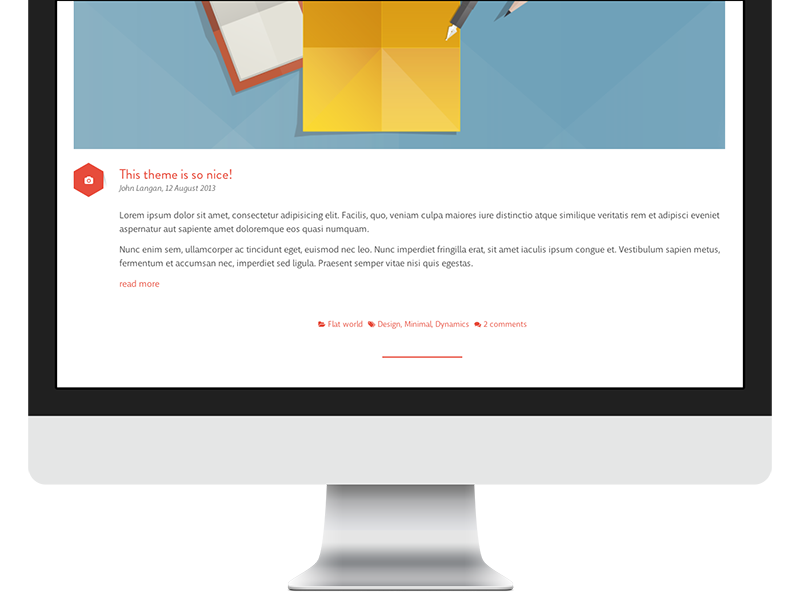 This theme is so nice!
John Langan, 12 August 2013
Lorem ipsum dolor sit amet, consectetur adipisicing elit. Facilis, quo, veniam culpa maiores iure distinctio atque similique veritatis rem et adipisci eveniet
aspernatur aut sapiente amet doloremque eos quasi numquam.
Nunc enim sem, ullamcorper ac tincidunt eget, euismod nec leo. Nunc imperdiet fringilla erat, sit amet iaculis ipsum congue et. Vestibulum sapien metus,
fermentum et accumsan nec, imperdiet sed ligula. Praesent semper vitae nisi quis egestas.
read more
Flat world Design, Minimal, Dynamics 2 comments